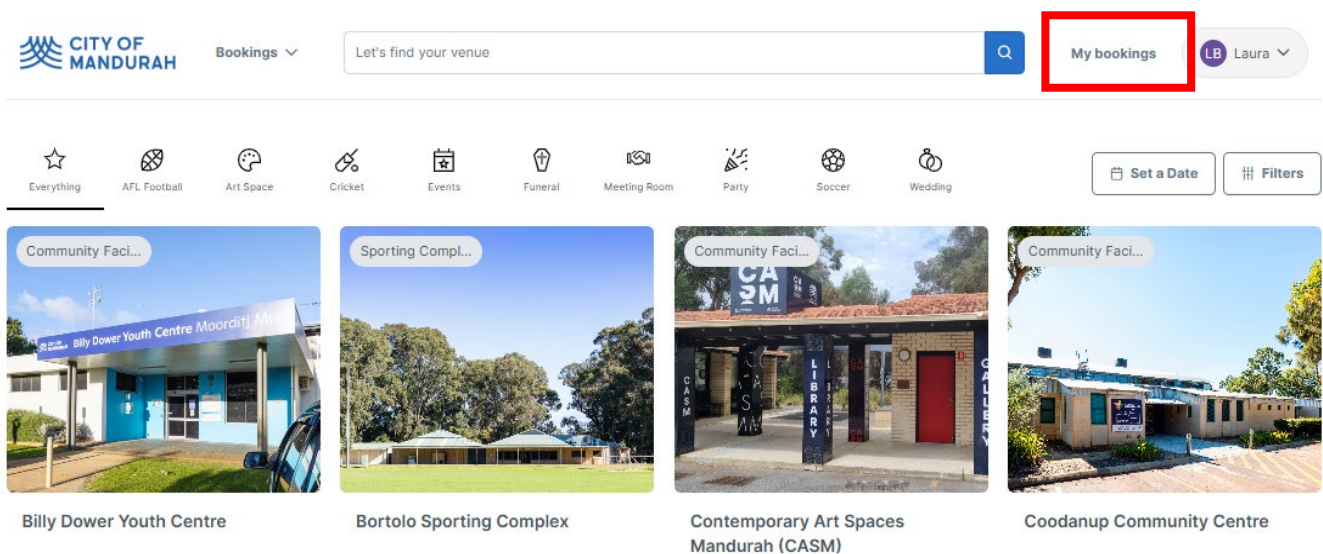 CITY OF
MANDURAH
Bookings
Let's find your venue
My bookings
LB
Laura
Everything
AFL Football
Art Space
Cricket
Events
Funeral
Meeting Room
Party
Soccer
Wedding
Set a Date
Filters
Community Faci...
Sporting Compl...
Community Faci...
Community Faci...
Billy Dower Youth Centre Moorditj
CASM
CASM
LIBRARY
GALLERY
Billy Dower Youth Centre
Bortolo Sporting Complex
Contemporary Art Spaces
Mandurah (CASM)
Coodanup Community Centre